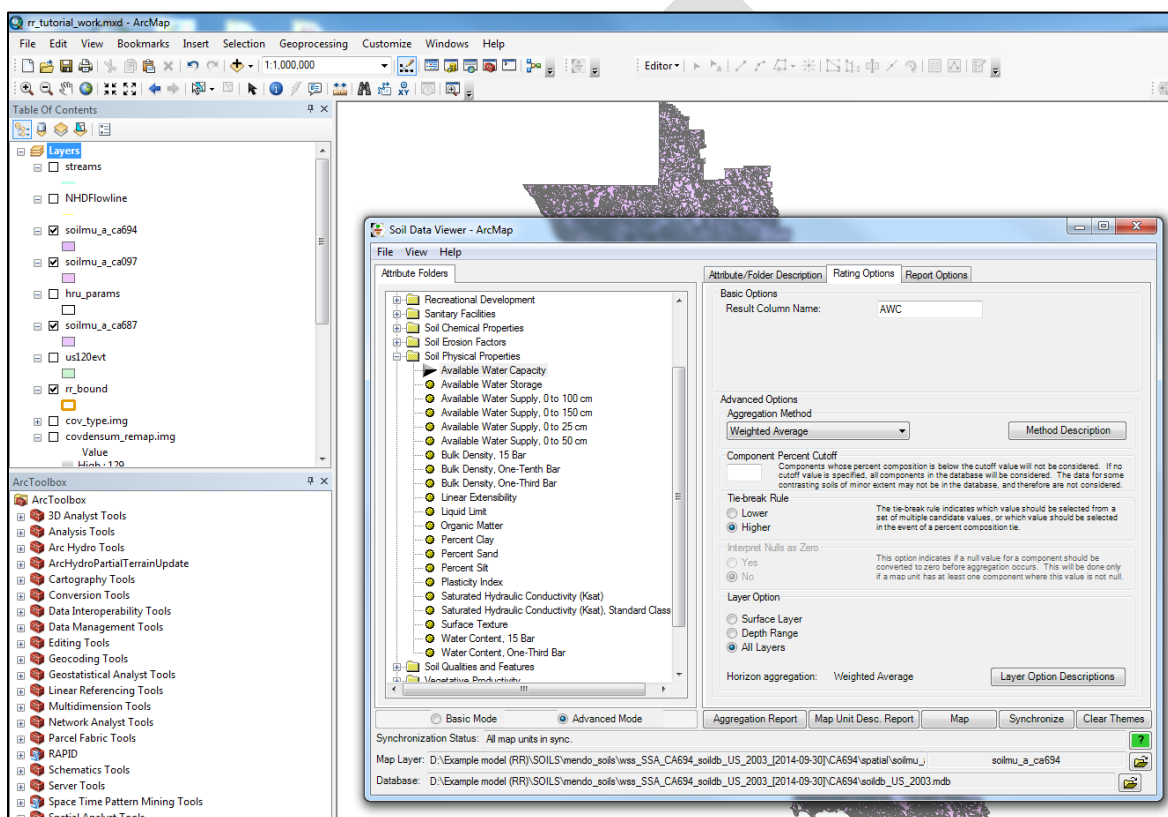 rr_tutorial_work.mxd - ArcMap
File Edit View Bookmarks Insert Selection Geoprocessing Customize Windows Help
1:1,000,000
Editor
Table Of Contents
Layers
streams
NHDFlowline
soilmu_a_ca694
soilmu_a_ca097
hru_params
soilmu_a_ca687
us120evt
rr_bound
cov_type.img
covdensum_remap.img
Value
High : 129
ArcToolbox
ArcToolbox
3D Analyst Tools
Analysis Tools
Arc Hydro Tools
ArcHydroPartialTerrainUpdate
Cartography Tools
Conversion Tools
Data Interoperability Tools
Data Management Tools
Editing Tools
Geocoding Tools
Geostatistical Analyst Tools
Linear Referencing Tools
Multidimension Tools
Network Analyst Tools
Parcel Fabric Tools
RAPID
Schematics Tools
Server Tools
Space Time Pattern Mining Tools
Spatial Analyst Tools
Soil Data Viewer - ArcMap
File View Help
Attribute Folders
Recreational Development
Sanitary Facilities
Soil Chemical Properties
Soil Erosion Factors
Soil Physical Properties
Available Water Capacity
Available Water Storage
Available Water Supply, 0 to 100 cm
Available Water Supply, 0 to 150 cm
Available Water Supply, 0 to 25 cm
Available Water Supply, 0 to 50 cm
Bulk Density, 15 Bar
Bulk Density, One-Tenth Bar
Bulk Density, One-Third Bar
Linear Extensibility
Liquid Limit
Organic Matter
Percent Clay
Percent Sand
Percent Silt
Plasticity Index
Saturated Hydraulic Conductivity (Ksat)
Saturated Hydraulic Conductivity (Ksat), Standard Class
Surface Texture
Water Content, 15 Bar
Water Content, One-Third Bar
Soil Qualities and Features
Vegetative Productivity
Basic Mode Advanced Mode
Attribute/Folder Description Rating Options Report Options
Basic Options
Result Column Name: AWC
Advanced Options
Aggregation Method
Weighted Average Method Description
Component Percent Cutoff
Components whose percent composition is below the cutoff value will not be considered. If no
cutoff value is specified, all components in the database will be considered. The data for some
contrasting soils of minor extent may not be in the database, and therefore are not considered.
Tie-break Rule
Lower
Higher
The tie-break rule indicates which value should be selected from a
set of multiple candidate values, or which value should be selected
in the event of a percent composition tie.
Interpret Nulls as Zero
Yes
No
This option indicates if a null value for a component should be
converted to zero before aggregation occurs. This will be done only
if a map unit has at least one component where this value is not null.
Layer Option
Surface Layer
Depth Range
All Layers
Horizon aggregation: Weighted Average Layer Option Descriptions
Aggregation Report Map Unit Desc. Report Map Synchronize Clear Themes
Synchronization Status: All map units in sync.
?
Map Layer: D:\Example model (RR)\SOILS\mendo_soils\wss_SSA_CA694_soildb_US_2003_[2014-09-30]\CA694\spatial\soilmu_ soilmu_a_ca694
Database: D:\Example model (RR)\SOILS\mendo_soils\wss_SSA_CA694_soildb_US_2003_[2014-09-30]\CA694\soildb_US_2003.mdb